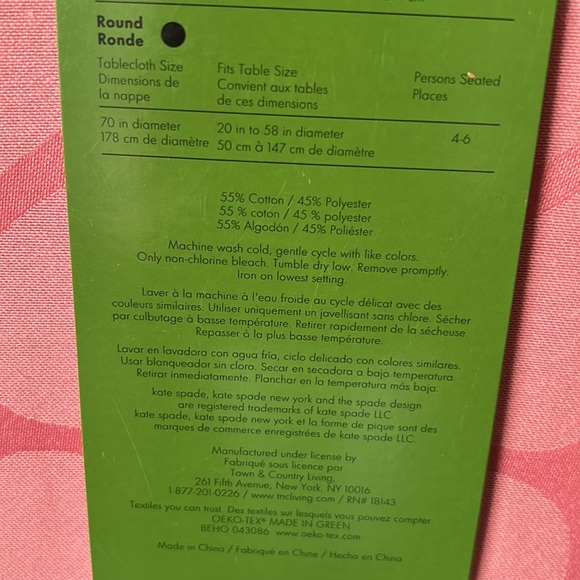 Round
Ronde
Tablecloth Size
Dimensions de
la nappe
Fits Table Size
Convient aux tables
de ces dimensions
Persons Seated
Places
70 in diameter
178 cm de diamètre
20 in to 58 in diameter
50 cm à 147 cm de diamètre
4-6
55% Cotton / 45% Polyester
55 % coton / 45 % polyester
55% Algodón / 45% Poliéster
Machine wash cold, gentle cycle with like colors.
Only non-chlorine bleach. Tumble dry low. Remove promptly.
Iron on lowest setting.
Laver à la machine à l'eau froide au cycle délicat avec des
couleurs similaires. Utiliser uniquement un javellisant sans chlore. Sécher
par culbutage à basse température. Retirer rapidement de la sécheuse.
Repasser à la plus basse température.
Lavar en lavadora con agua fría, ciclo delicado con colores similares.
Usar blanqueador sin cloro. Secar en secadora a baja temperatura.
Retirar inmediatamente. Planchar en la temperatura más baja.
kate spade, kate spade new york and the spade design
are registered trademarks of kate spade LLC.
kate spade, kate spade new york et la forme de pique sont des
marques de commerce enregistrées de kate spade LLC.
Manufactured under license by
Fabriqué sous licence par
Town & Country Living,
261 Fifth Avenue, New York, NY 10016
1-877-201-0226 / www.tncliving.com / RN# 18143
Textiles you can trust. Des textiles sur lesquels vous pouvez compter.
OEKO-TEX® MADE IN GREEN
BEHO 043086 www.oeko-tex.com
Made in China / Fabriqué en Chine / Hecho en China